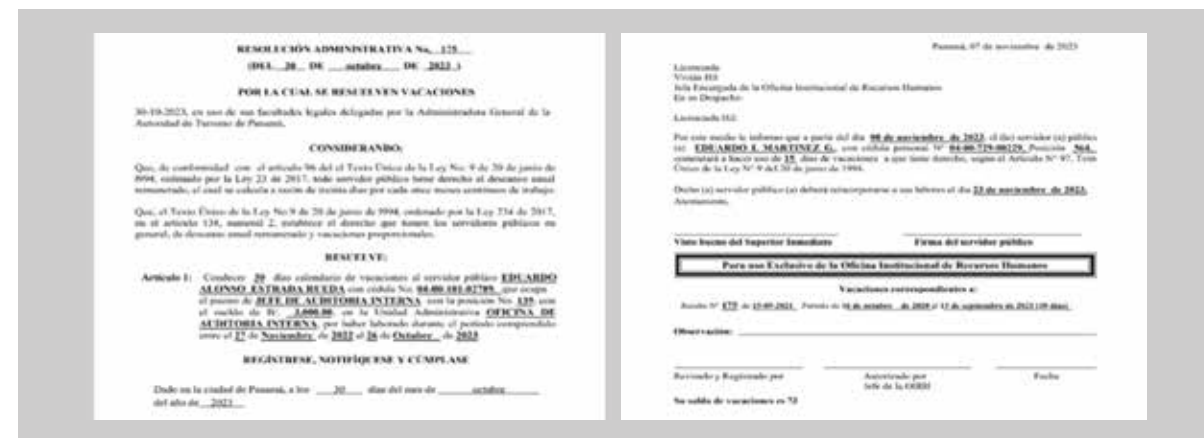 RESOLUCIÓN ADMINISTRATIVA No. 175
(DEL 30 DE octubre DE 2023 )
POR LA CUAL SE RESUELVEN VACACIONES
30-10-2023, en uso de sus facultades legales delegadas por la Administradora General de la
Autoridad de Turismo de Panamá.
CONSIDERANDO:
Que, de conformidad con el artículo 96 del el Texto Único de la Ley No. 9 de 20 de junio de
1994, ordenado por la Ley 23 de 2017, todo servidor público tiene derecho al descanso anual
remunerado, el cual se calcula a razón de treinta días por cada once meses continuos de trabajo.
Que, el Texto Único de la Ley No 9 de 20 de junio de 1994, ordenado por la Ley 23 de 2017,
en el artículo 138, numeral 2, establece el derecho que tienen los servidores públicos en
general, de descanso anual remunerado y vacaciones proporcionales.
RESUELVE:
Artículo 1: Conceder 30 días calendario de vacaciones al servidor público EDUARDO
ALONSO ESTRADA RUEDA con cédula No. que ocupa
el puesto de JEFE DE AUDITORIA INTERNA con la posición No. 135, con
el sueldo de B/. 3,000.00, en la Unidad Administrativa OFICINA DE
AUDITORIA INTERNA, por haber laborado durante el periodo comprendido
entre el 27 de Noviembre de 2022 al 26 de Octubre de 2023
REGÍSTRESE, NOTIFÍQUESE Y CÚMPLASE
Dado en la ciudad de Panamá, a los 30 días del mes de octubre
del año de 2023
Panamá, 07 de noviembre de 2023
Licenciada
Vivian Hil
Jefa Encargada de la Oficina Institucional de Recursos Humanos
En su Despacho
Licenciada Hil:
Por este medio le informo que a partir del día 08 de noviembre de 2023, el (la) servidor (a) público
(a) EDUARDO I. MARTINEZ G., con cédula personal N° Posición 564,
comenzará a hacer uso de 15 días de vacaciones a que tiene derecho, según el Artículo N° 97, Texto
Único de la Ley N° 9 del 20 de junio de 1994.
Dicho (a) servidor público (a) deberá reincorporarse a sus labores el día 23 de noviembre de 2023.
Atentamente,
Visto bueno del Superior Inmediato Firma del servidor público
Para uso Exclusivo de la Oficina Institucional de Recursos Humanos
Vacaciones correspondientes a:
Resuelto N° 175 de 15-09-2021 Periodo de
Observación:
Revisado y Registrado por Autorizado por Fecha
Jefe de la OIRH
Su saldo de vacaciones es 72